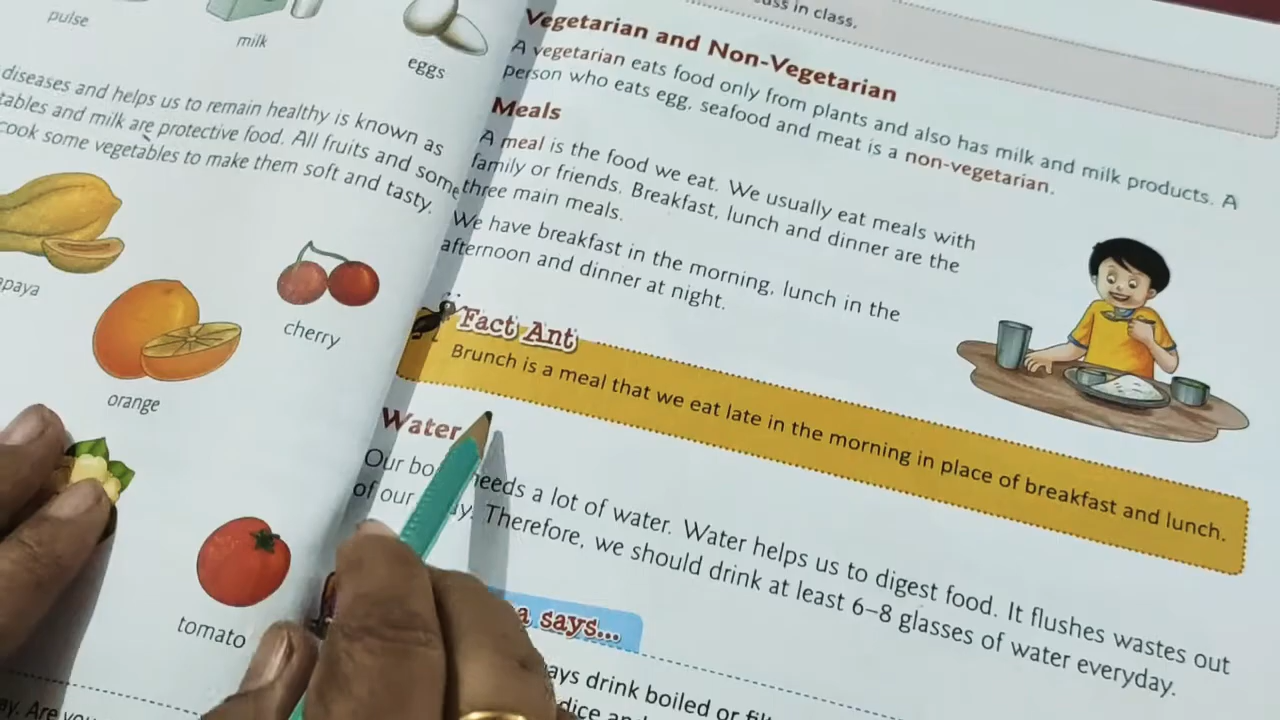 pulse
milk
eggs
diseases and helps us to remain healthy is known as
tables and milk are protective food. All fruits and some
cook some vegetables to make them soft and tasty.
apaya
cherry
orange
tomato
in class.
Vegetarian and Non-Vegetarian
A vegetarian eats food only from plants and also has milk and milk products. A
person who eats egg, seafood and meat is a non-vegetarian.
Meals
A meal is the food we eat. We usually eat meals with
family or friends. Breakfast, lunch and dinner are the
three main meals.
We have breakfast in the morning, lunch in the
afternoon and dinner at night.
Fact Ant
Brunch is a meal that we eat late in the morning in place of breakfast and lunch.
Water
Our bo needs a lot of water. Water helps us to digest food. It flushes wastes out
of our y. Therefore, we should drink at least 6–8 glasses of water everyday.
a says...
ays drink boiled or